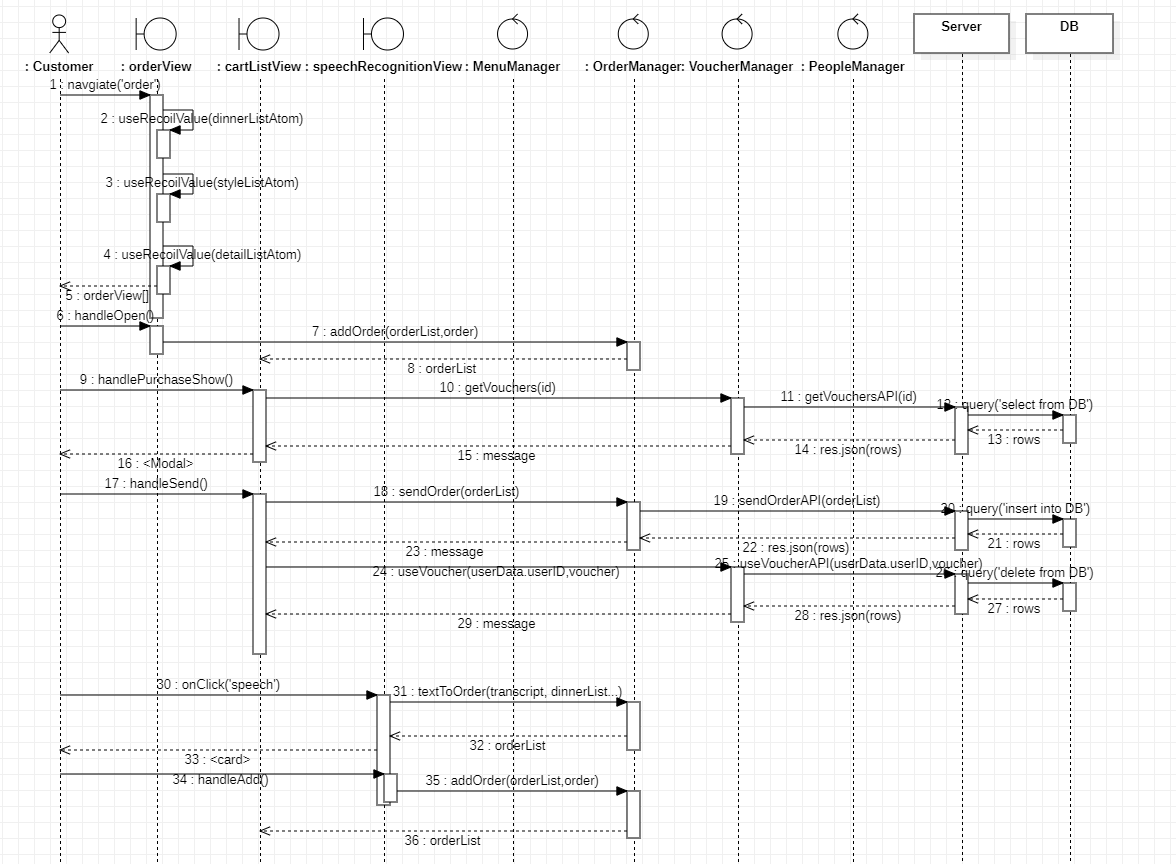 Server
DB
: Customer
: orderView
: cartListView
: speechRecognitionView
: MenuManager
: OrderManager
: VoucherManager
: PeopleManager
1 : navgiate('order')
2 : useRecoilValue(dinnerListAtom)
3 : useRecoilValue(styleListAtom)
4 : useRecoilValue(detailListAtom)
5 : orderView[]
6 : handleOpen()
7 : addOrder(orderList,order)
8 : orderList
9 : handlePurchaseShow()
10 : getVouchers(id)
11 : getVouchersAPI(id)
12 : query('select from DB')
13 : rows
14 : res.json(rows)
15 : message
16 : <Modal>
17 : handleSend()
18 : sendOrder(orderList)
19 : sendOrderAPI(orderList)
20 : query('insert into DB')
21 : rows
22 : res.json(rows)
23 : message
24 : useVoucher(userData.userID,voucher)
25 : useVoucherAPI(userData.userID,voucher)
26 : query('delete from DB')
27 : rows
28 : res.json(rows)
29 : message
30 : onClick('speech')
31 : textToOrder(transcript, dinnerList...)
32 : orderList
33 : <card>
34 : handleAdd()
35 : addOrder(orderList,order)
36 : orderList